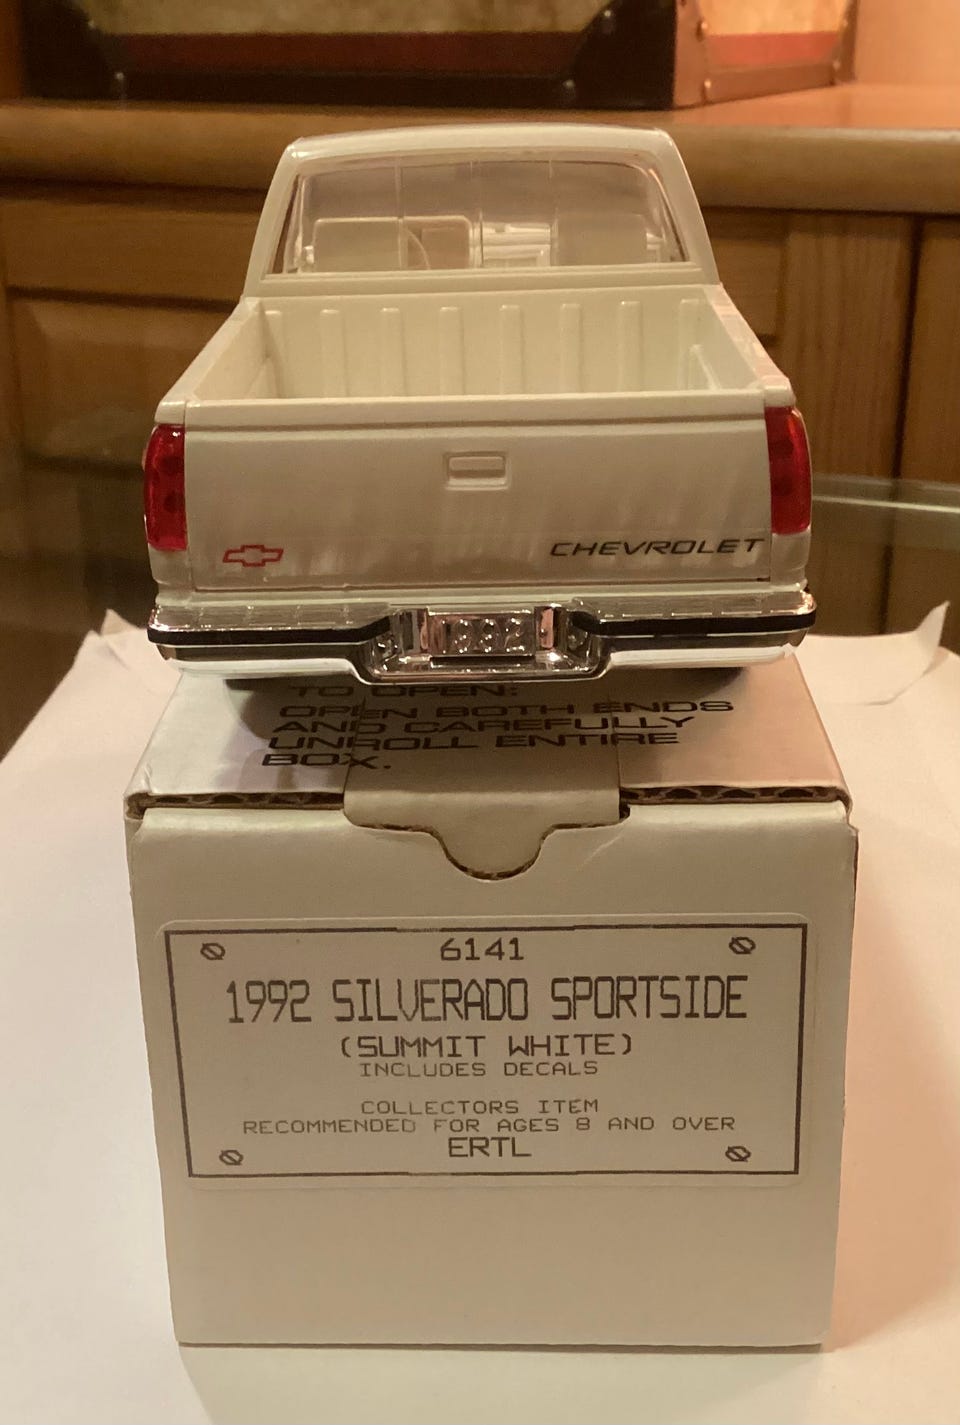 CHEVROLET
1992
TO OPEN:
OPEN BOTH ENDS
AND CAREFULLY
UNROLL ENTIRE
BOX.
6141
1992 SILVERADO SPORTSIDE
(SUMMIT WHITE)
INCLUDES DECALS
COLLECTORS ITEM
RECOMMENDED FOR AGES 8 AND OVER
ERTL